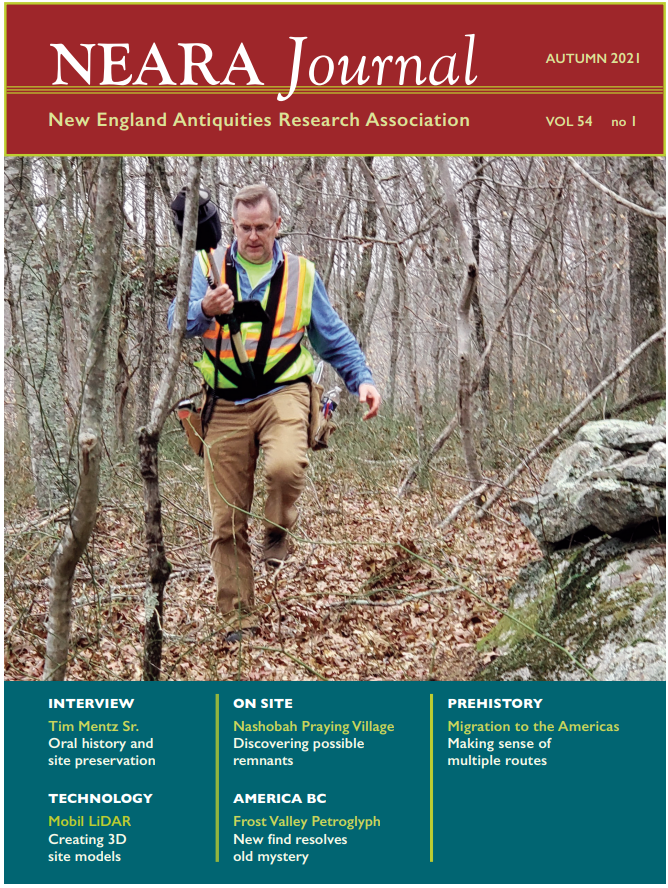 NEARA Journal
AUTUMN 2021
New England Antiquities Research Association
VOL 54 no 1
INTERVIEW
Tim Mentz Sr.
Oral history and
site preservation
TECHNOLOGY
Mobil LiDAR
Creating 3D
site models
ON SITE
Nashobah Praying Village
Discovering possible
remnants
AMERICA BC
Frost Valley Petroglyph
New find resolves
old mystery
PREHISTORY
Migration to the Americas
Making sense of
multiple routes